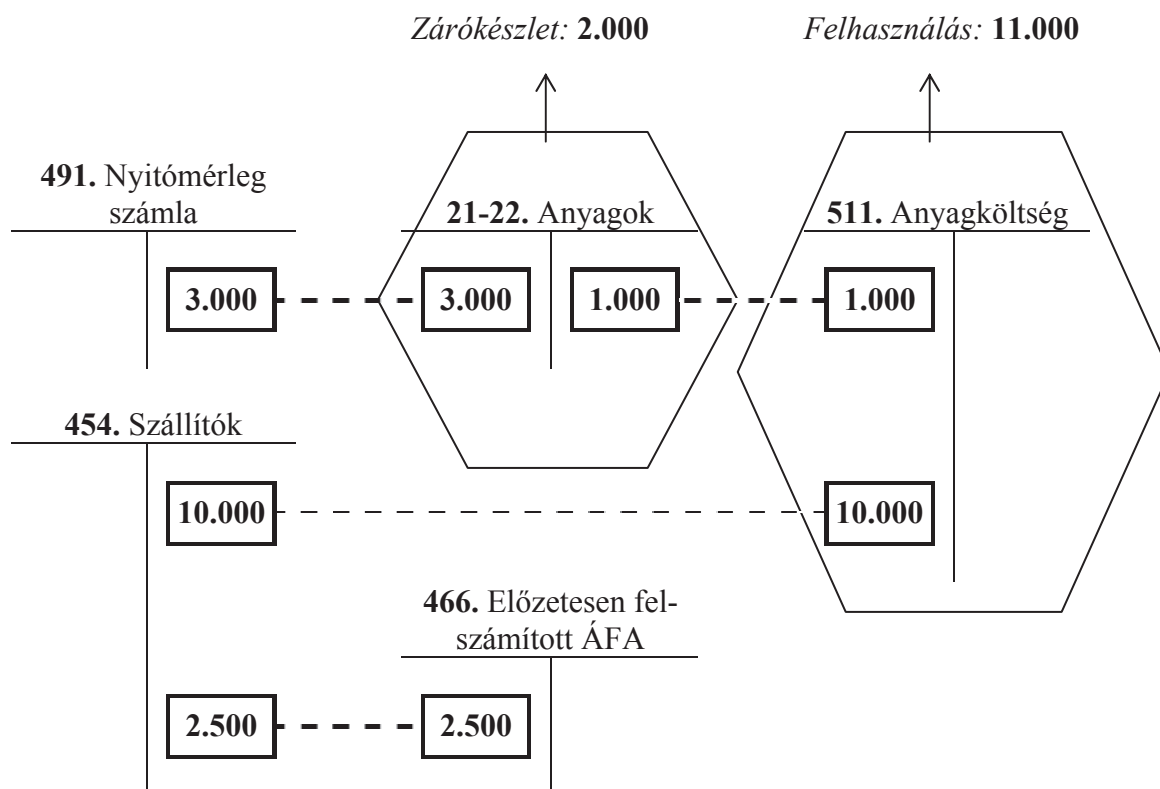 Zárókészlet: 2.000
Felhasználás: 11.000
491. Nyitómérleg
számla
21-22. Anyagok
511. Anyagköltség
3.000
3.000
1.000
1.000
454. Szállítók
10.000
10.000
466. Előzetesen fel-
számított ÁFA
2.500
2.500